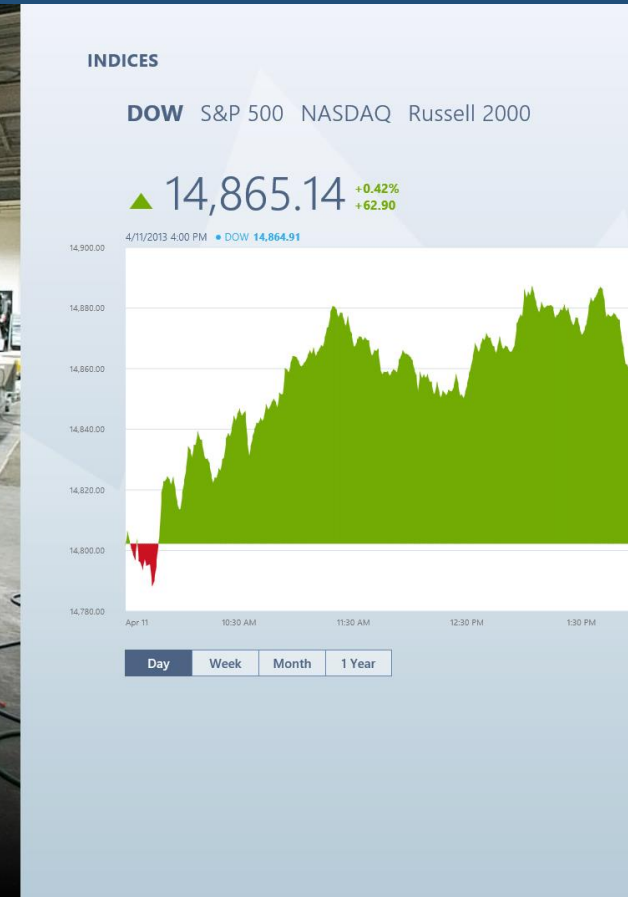 INDICES
DOW S&P 500 NASDAQ Russell 2000
14,865.14 +0.42%
+62.90
4/11/2013 4:00 PM • DOW 14,864.91
14,900.00
14,880.00
14,860.00
14,840.00
14,820.00
14,800.00
14,780.00
Apr 11 10:30 AM 11:30 AM 12:30 PM 1:30 PM
Day Week Month 1 Year